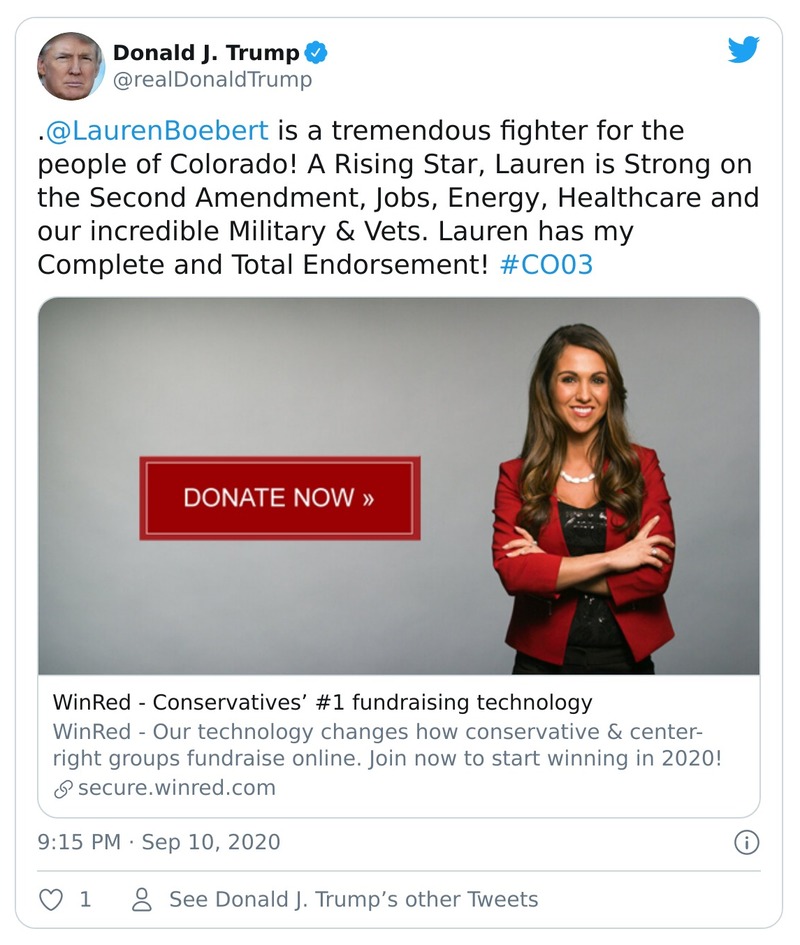 Donald J. Trump
@realDonaldTrump
.@LaurenBoebert is a tremendous fighter for the
people of Colorado! A Rising Star, Lauren is Strong on
the Second Amendment, Jobs, Energy, Healthcare and
our incredible Military & Vets. Lauren has my
Complete and Total Endorsement! #CO03
DONATE NOW »
WinRed - Conservatives’ #1 fundraising technology
WinRed - Our technology changes how conservative & center-
right groups fundraise online. Join now to start winning in 2020!
secure.winred.com
9:15 PM · Sep 10, 2020
1 See Donald J. Trump’s other Tweets